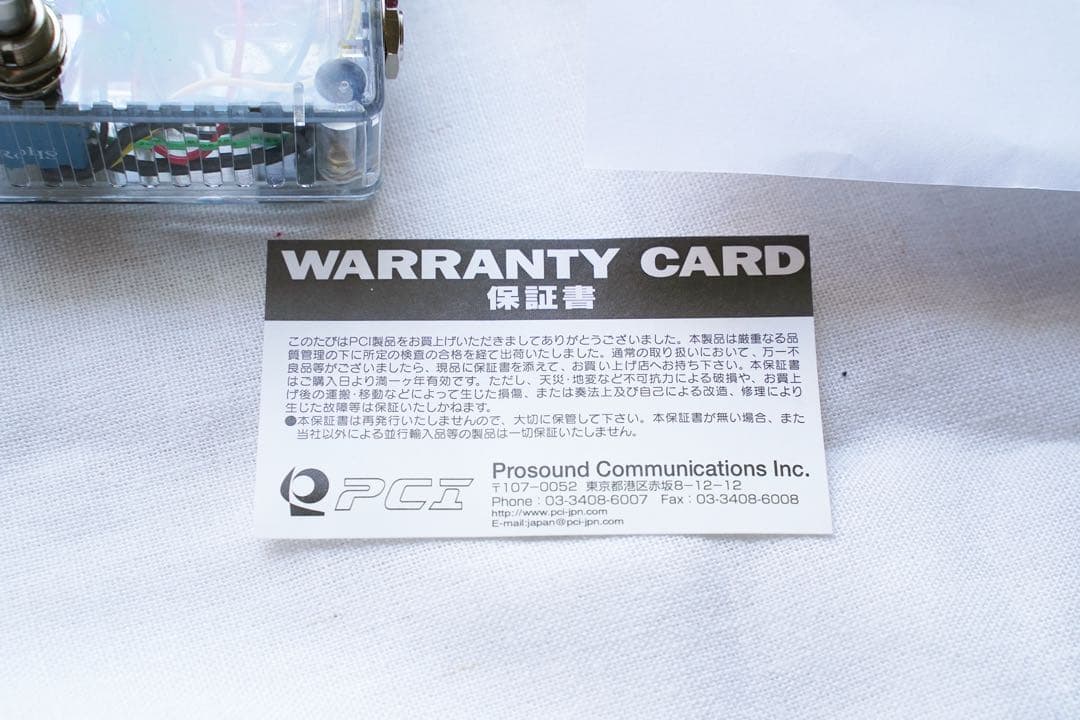 RoHS
WARRANTY CARD
保証書
このたびはPCI製品をお買上げいただきましてありがとうございました。本製品は厳重なる品
質管理の下に所定の検査の合格を経て出荷いたしました。通常の取り扱いにおいて、万一不
良品等がございましたら、現品に保証書を添えて、お買い上げ店へお持ち下さい。本保証書
はご購入日より満一ヶ年有効です。ただし、天災・地変など不可抗力による破損や、お買上
げ後の運搬・移動などによって生じた損傷、または奏法上及び自己による改造、修理により
生じた故障等は保証いたしかねます。
●本保証書は再発行いたしませんので、大切に保管して下さい。本保証書が無い場合、また
当社以外による並行輸入品等の製品は一切保証いたしません。
PCI
Prosound Communications Inc.
〒107-0052 東京都港区赤坂8-12-12
Phone : 03-3408-6007 Fax : 03-3408-6008
http://www.pci-jpn.com
E-mail:japan@pci-jpn.com